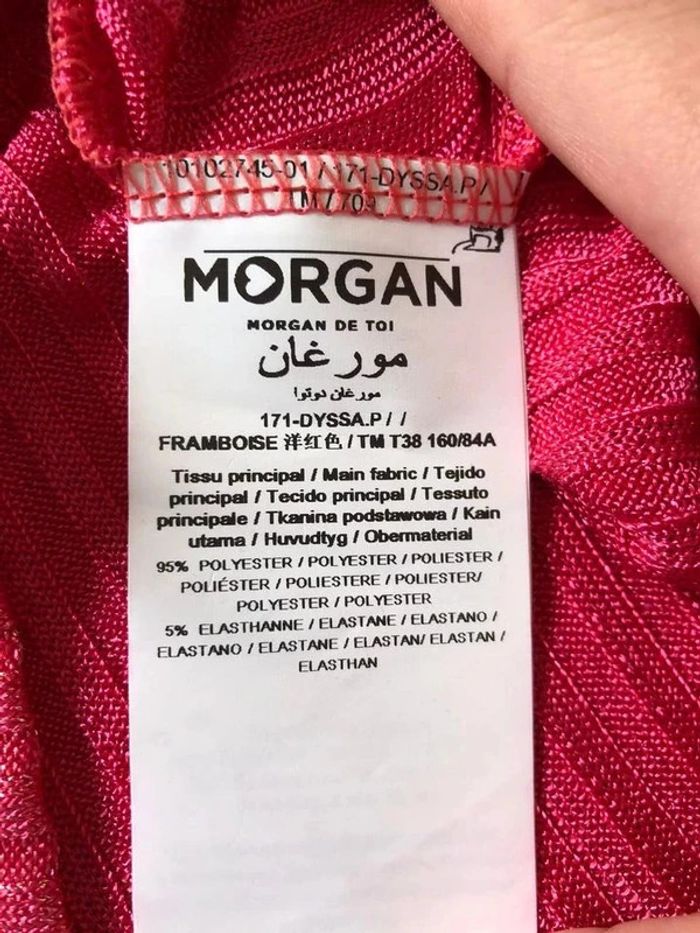 10102745-01 / 171-DYSSA.P /
M / 70
MORGAN
MORGAN DE TOI
مورغان
مورغان دوتوا
171-DYSSA.P / /
FRAMBOISE 洋红色 / TM T38 160/84A
Tissu principal / Main fabric / Tejido
principal / Tecido principal / Tessuto
principale / Tkanina podstawowa / Kain
utama / Huvudtyg / Obermaterial
95% POLYESTER / POLYESTER / POLIESTER /
POLIÉSTER / POLIESTERE / POLIESTER/
POLYESTER / POLYESTER
5% ELASTHANNE / ELASTANE / ELASTANO /
ELASTANO / ELASTANE / ELASTAN/ ELASTAN /
ELASTHAN